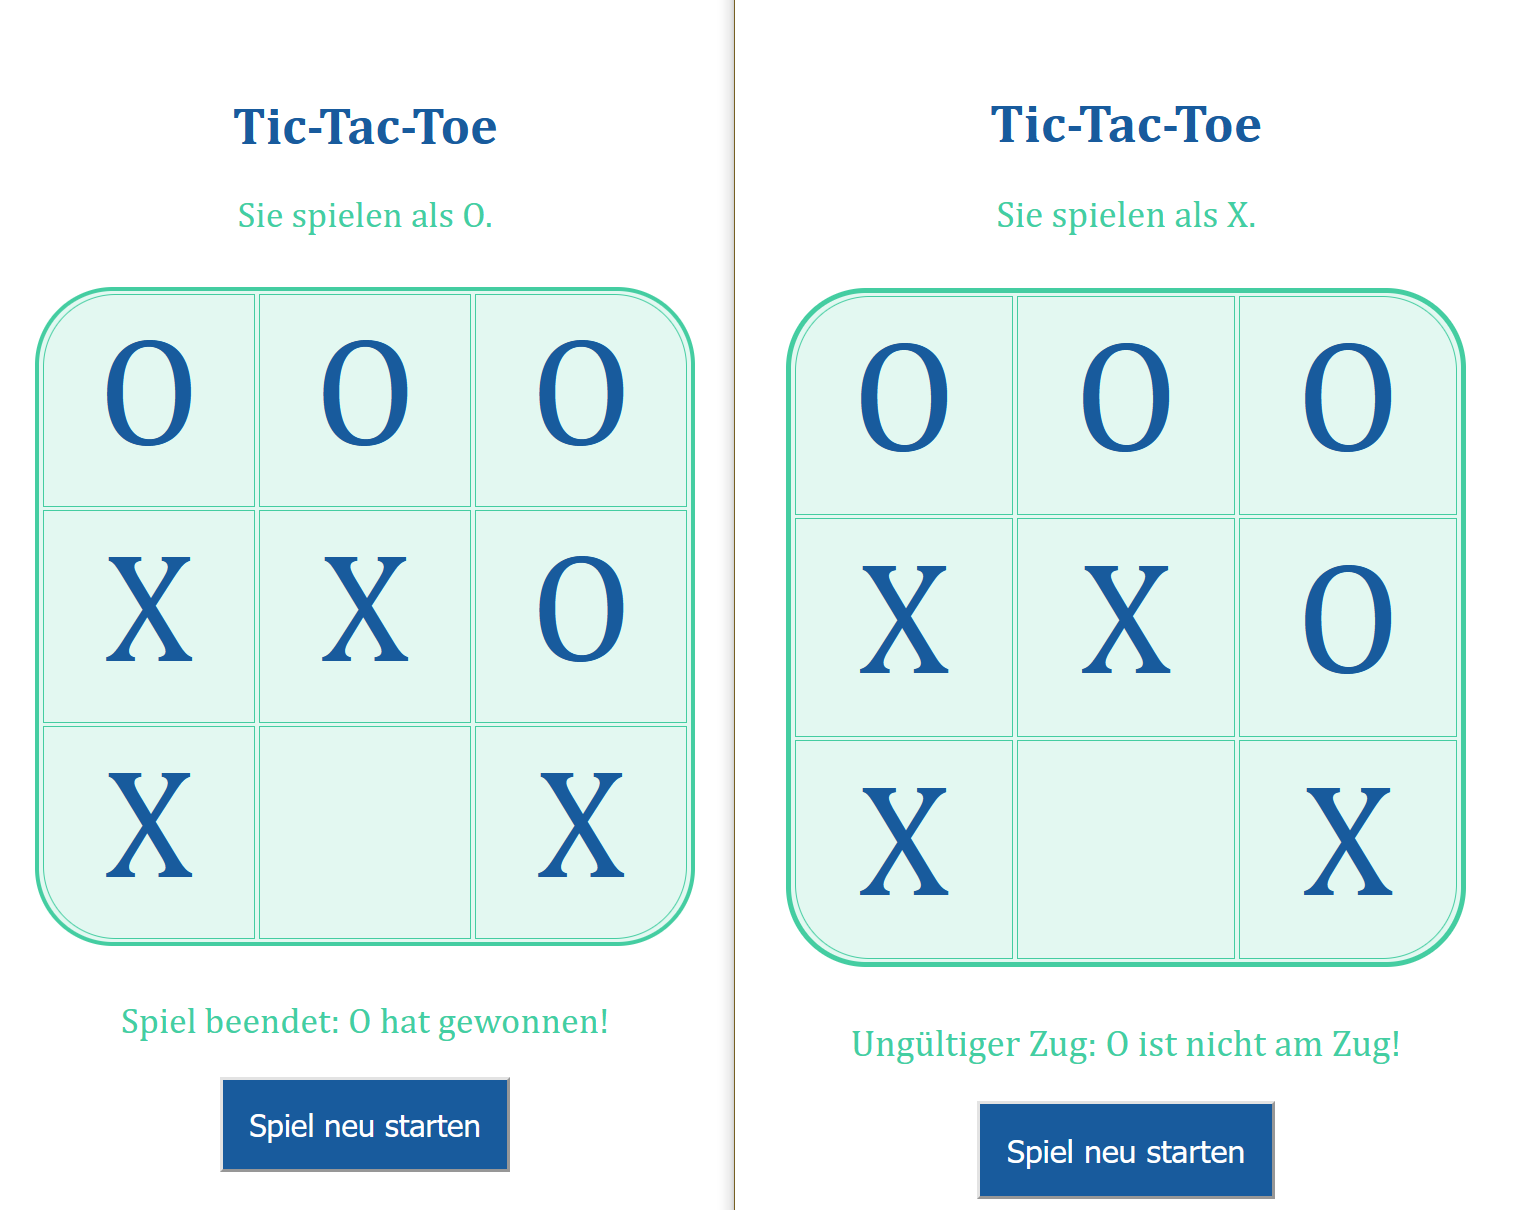 Tic-Tac-Toe
Sie spielen als O.
O O O
X X O
X X
Spiel beendet: O hat gewonnen!
Spiel neu starten
Tic-Tac-Toe
Sie spielen als X.
O O O
X X O
X X
Ungültiger Zug: O ist nicht am Zug!
Spiel neu starten